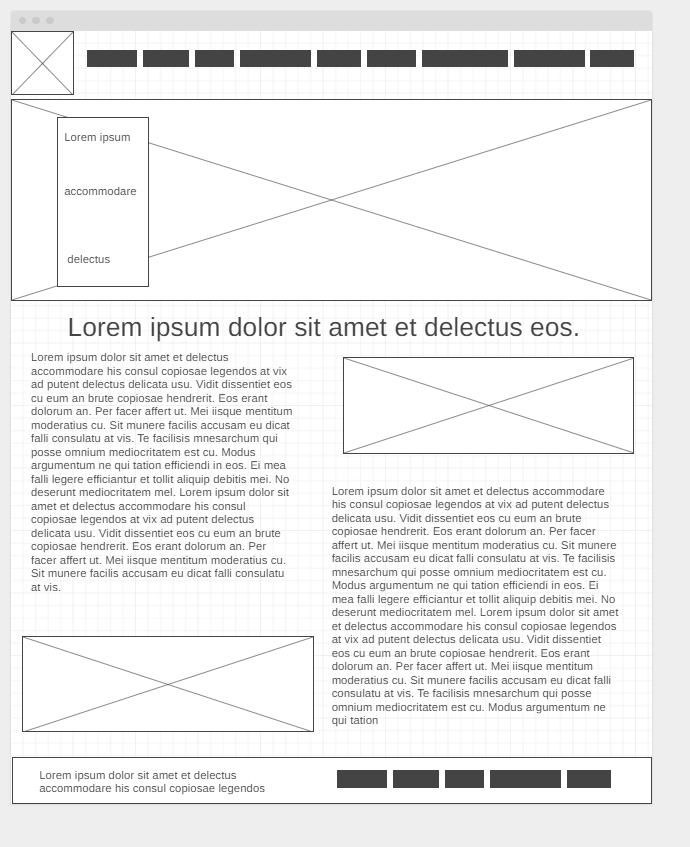 Lorem ipsum
accommodare
delectus
Lorem ipsum dolor sit amet et delectus eos.
Lorem ipsum dolor sit amet et delectus
accommodare his consul copiosae legendos at vix
ad putent delectus delicata usu. Vidit dissentiet eos
cu eum an brute copiosae hendrerit. Eos erant
dolorum an. Per facer affert ut. Mei iisque mentitum
moderatius cu. Sit munere facilis accusam eu dicat
falli consulatu at vis. Te facilisis mnesarchum qui
posse omnium mediocritatem est cu. Modus
argumentum ne qui tation efficiendi in eos. Ei mea
falli legere efficiantur et tollit aliquip debitis mei. No
deserunt mediocritatem mel. Lorem ipsum dolor sit
amet et delectus accommodare his consul
copiosae legendos at vix ad putent delectus
delicata usu. Vidit dissentiet eos cu eum an brute
copiosae hendrerit. Eos erant dolorum an. Per
facer affert ut. Mei iisque mentitum moderatius cu.
Sit munere facilis accusam eu dicat falli consulatu
at vis.
Lorem ipsum dolor sit amet et delectus accommodare
his consul copiosae legendos at vix ad putent delectus
delicata usu. Vidit dissentiet eos cu eum an brute
copiosae hendrerit. Eos erant dolorum an. Per facer
affert ut. Mei iisque mentitum moderatius cu. Sit munere
facilis accusam eu dicat falli consulatu at vis. Te facilisis
mnesarchum qui posse omnium mediocritatem est cu.
Modus argumentum ne qui tation efficiendi in eos. Ei
mea falli legere efficiantur et tollit aliquip debitis mei. No
deserunt mediocritatem mel. Lorem ipsum dolor sit amet
et delectus accommodare his consul copiosae legendos
at vix ad putent delectus delicata usu. Vidit dissentiet
eos cu eum an brute copiosae hendrerit. Eos erant
dolorum an. Per facer affert ut. Mei iisque mentitum
moderatius cu. Sit munere facilis accusam eu dicat falli
consulatu at vis. Te facilisis mnesarchum qui posse
omnium mediocritatem est cu. Modus argumentum ne
qui tation
Lorem ipsum dolor sit amet et delectus
accommodare his consul copiosae legendos